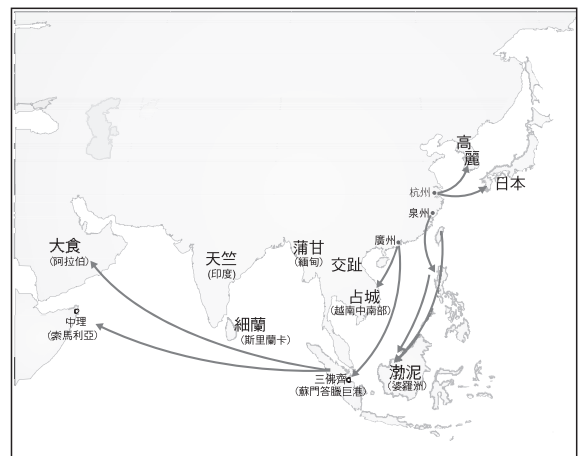 高
麗
杭州
日本
泉州
廣州
大食
(阿拉伯)
天竺
(印度)
蒲甘
(緬甸)
交趾
占城
(越南中南部)
中理
(索馬利亞)
細蘭
(斯里蘭卡)
三佛齊
(蘇門答臘巨港)
渤泥
(婆羅洲)